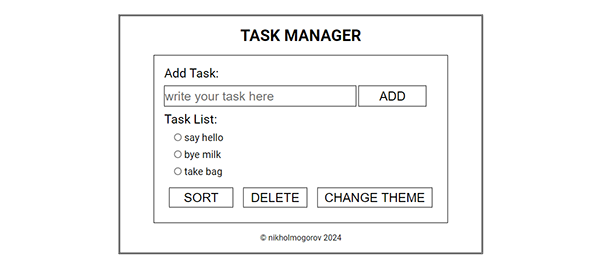 TASK MANAGER
Add Task:
write your task here ADD
Task List:
say hello
bye milk
take bag
SORT DELETE CHANGE THEME
© nikholmogorov 2024